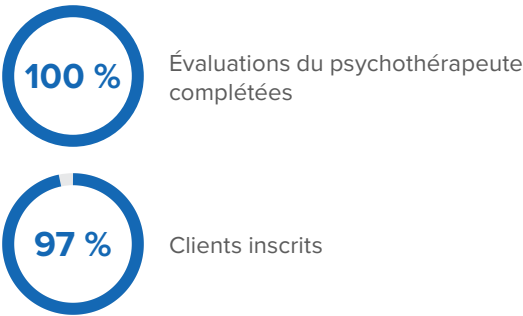 100 %
Évaluations du psychothérapeute
complétées
97 %
Clients inscrits